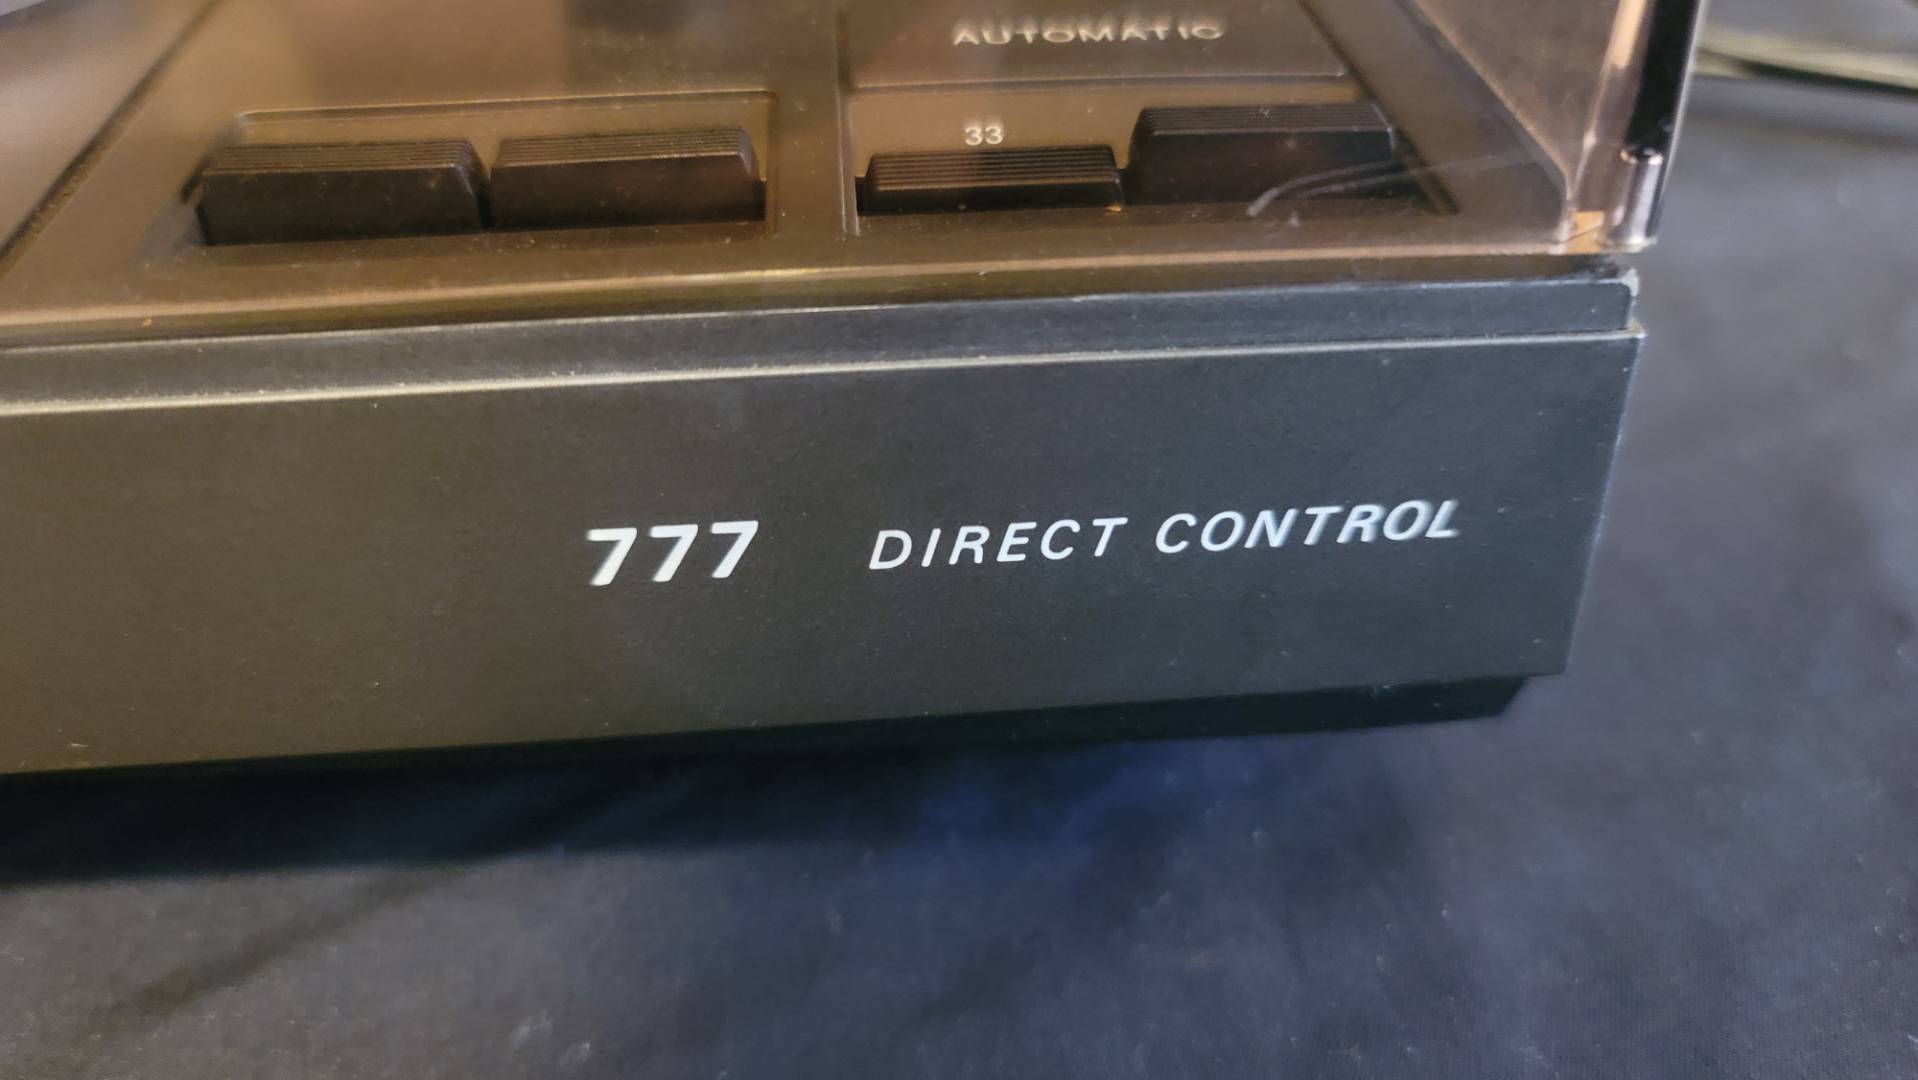 AUTOMATIC
33
777 DIRECT CONTROL